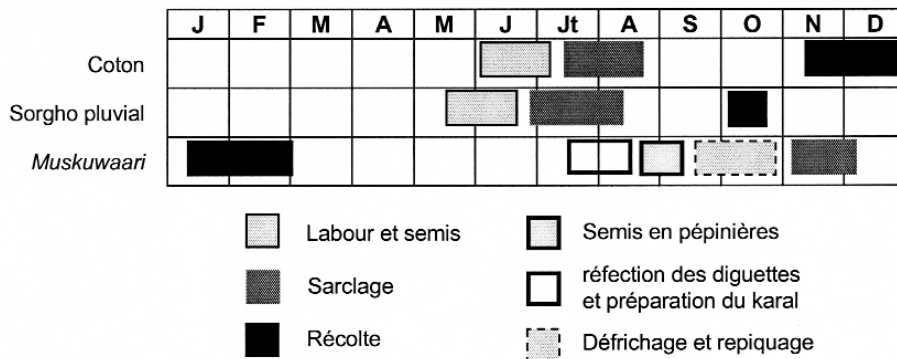 J F M A M J Jt A S O N D
Coton
Sorgho pluvial
Muskuwaari
Labour et semis
Sarclage
Récolte
Semis en pépinières
réfection des diguettes
et préparation du karal
Défrichage et repiquage